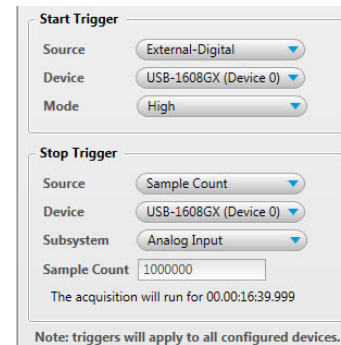 Start Trigger
Source External-Digital
Device USB-1608GX (Device 0)
Mode High
Stop Trigger
Source Sample Count
Device USB-1608GX (Device 0)
Subsystem Analog Input
Sample Count 1000000
The acquisition will run for 00.00:16:39.999
Note: triggers will apply to all configured devices.